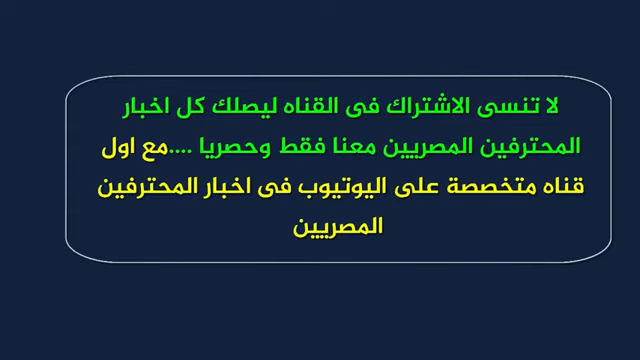 لا تنسى الاشتراك فى القناه ليصلك كل اخبار
المحترفين المصريين معنا فقط وحصريا ....مع اول
قناه متخصصة على اليوتيوب فى اخبار المحترفين
المصريين